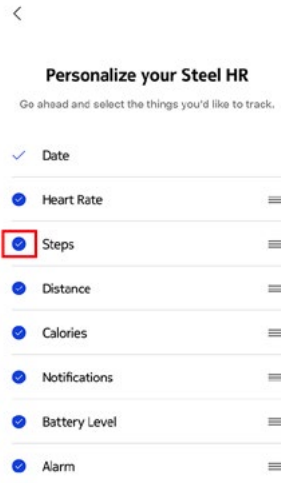 Personalize your Steel HR
Go ahead and select the things you'd like to track.
Date
Heart Rate
Steps
Distance
Calories
Notifications
Battery Level
Alarm